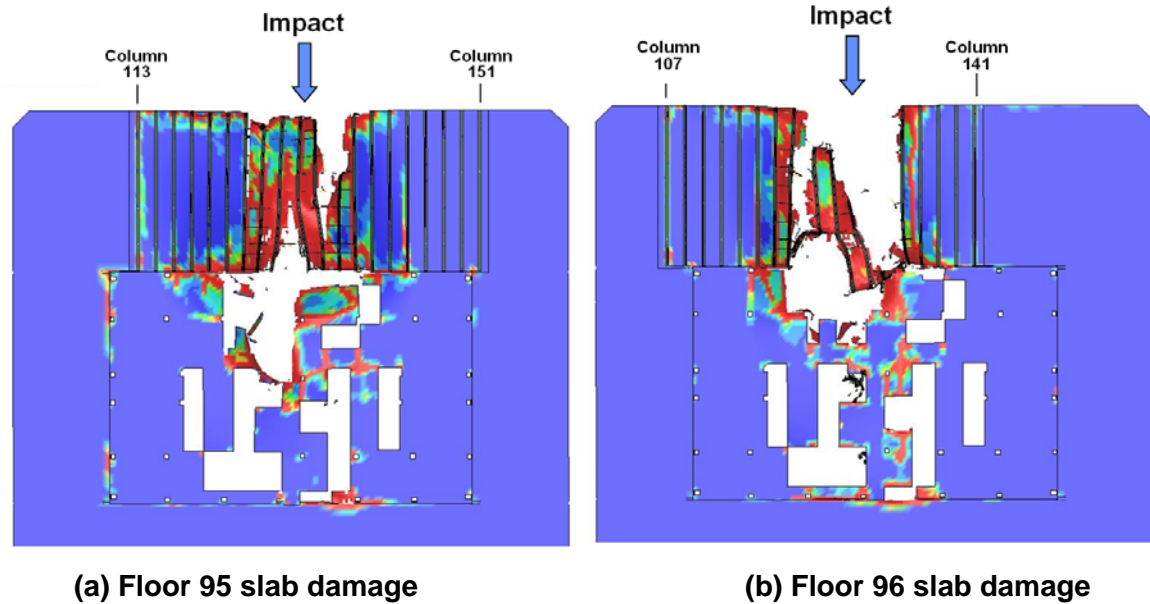 Impact
Column
113
Column
151
Impact
Column
107
Column
141
(a) Floor 95 slab damage
(b) Floor 96 slab damage